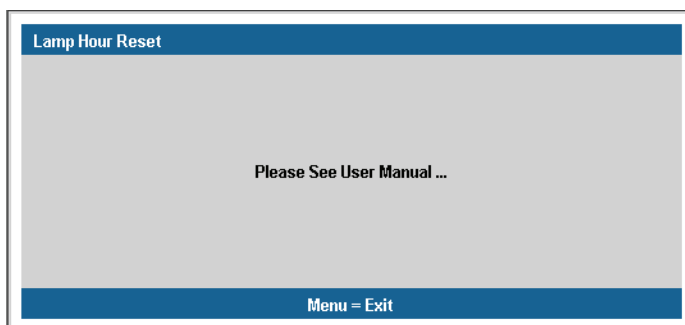 Lamp Hour Reset
Please See User Manual ...
Menu = Exit